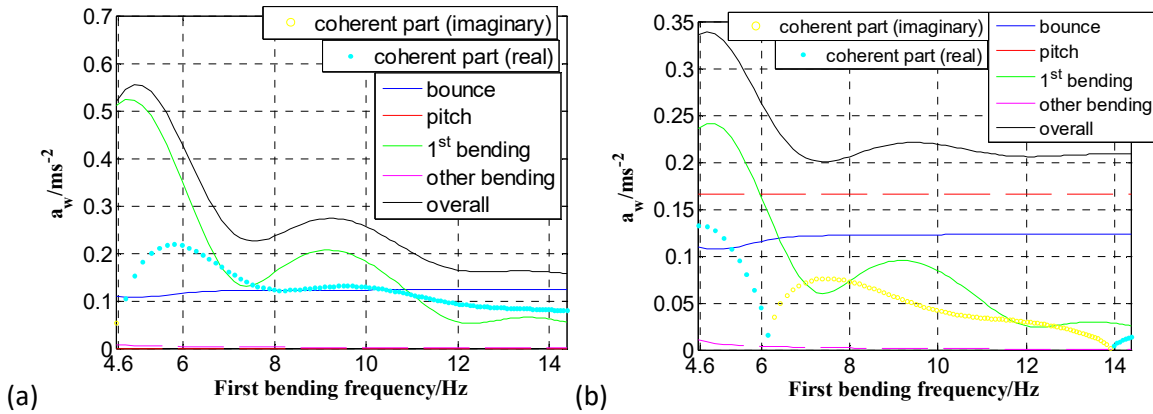 0.7
0.6
0.5
0.4
0.3
0.2
0.1
0
a_w/ms^-2
coherent part (imaginary)
coherent part (real)
bounce
pitch
1^st bending
other bending
overall
4.6 6 8 10 12 14
First bending frequency/Hz
(a)
0.35
0.3
0.25
0.2
0.15
0.1
0.05
0
a_w/ms^-2
coherent part (imaginary)
coherent part (real)
bounce
pitch
1^st bending
other bending
overall
4.6 6 8 10 12 14
First bending frequency/Hz
(b)